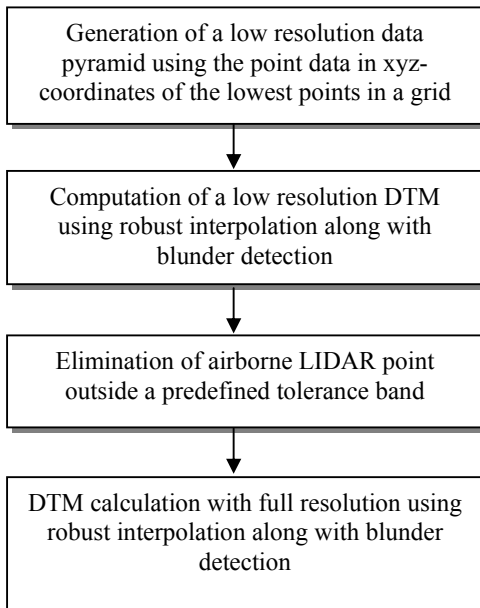 Generation of a low resolution data
pyramid using the point data in xyz-
coordinates of the lowest points in a grid
Computation of a low resolution DTM
using robust interpolation along with
blunder detection
Elimination of airborne LIDAR point
outside a predefined tolerance band
DTM calculation with full resolution using
robust interpolation along with blunder
detection